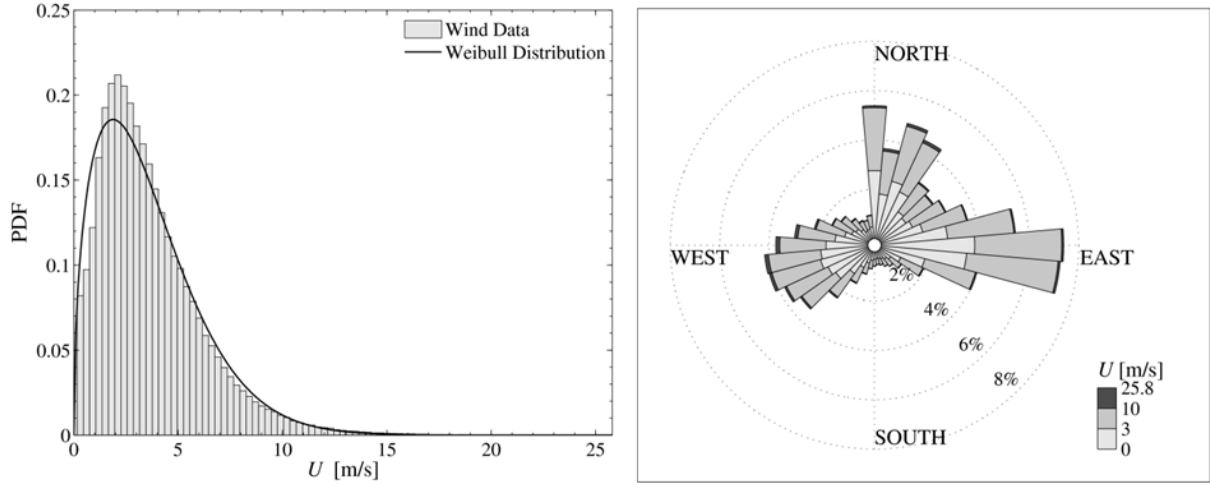 0.25
Wind Data
Weibull Distribution
0.2
0.15
PDF
0.1
0.05
0
0 5 10 15 20 25
U [m/s]
NORTH
WEST
EAST
2%
4%
6%
8%
U [m/s]
25.8
10
3
0
SOUTH